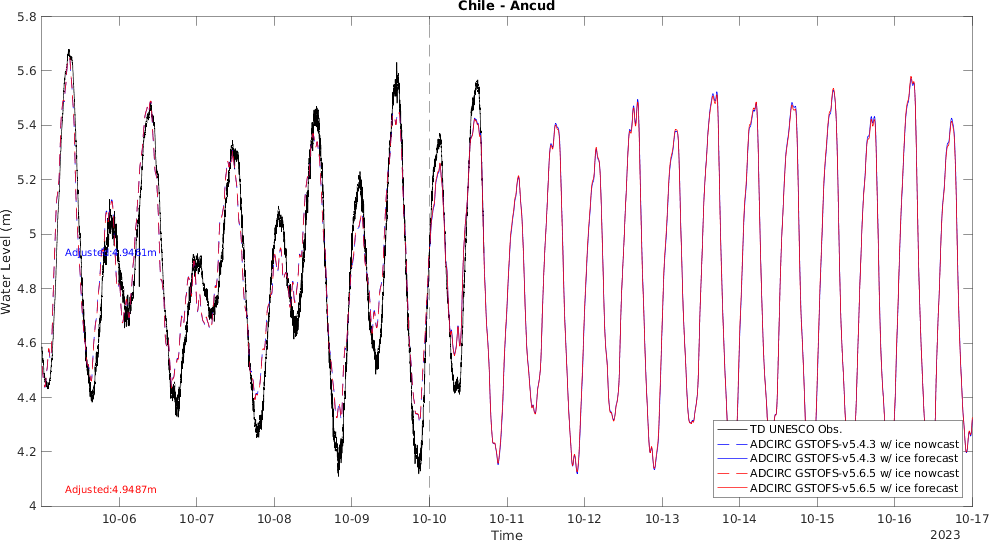 Chile - Ancud
5.8
5.6
5.4
5.2
5
4.8
4.6
4.4
4.2
4
Water Level (m)
Adjusted:4.9461m
Adjusted:4.9487m
TD UNESCO Obs.
ADCIRC GSTOFS-v5.4.3 w/ ice nowcast
ADCIRC GSTOFS-v5.4.3 w/ ice forecast
ADCIRC GSTOFS-v5.6.5 w/ ice nowcast
ADCIRC GSTOFS-v5.6.5 w/ ice forecast
10-06 10-07 10-08 10-09 10-10 10-11 10-12 10-13 10-14 10-15 10-16 10-17
Time
2023